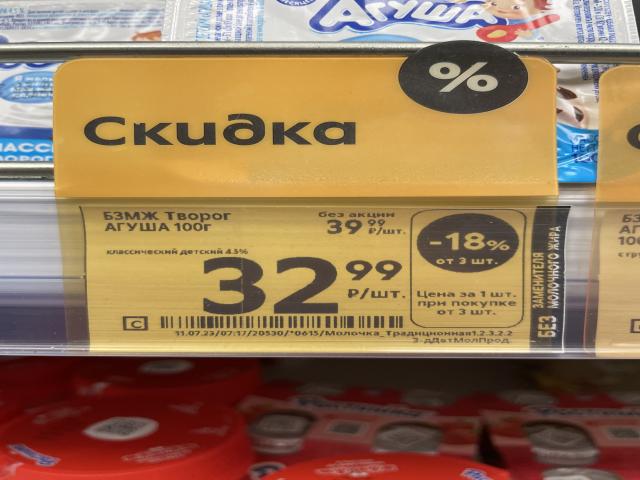 АГУША
%
Скидка
БЗМЖ Творог
АГУША 100г
классический детский 4.5%
без акции
39 99
₽/шт.
32 99
₽/шт.
-18%
от 3 шт.
Цена за 1 шт.
при покупке
от 3 шт.
БЕЗ ЗАМЕНИТЕЛЯ
МОЛОЧНОГО ЖИРА
С
11.07.23/07:17/20530/*0615/Молочка_Традиционная1.2.3.2.2
3-дДетМолПрод.